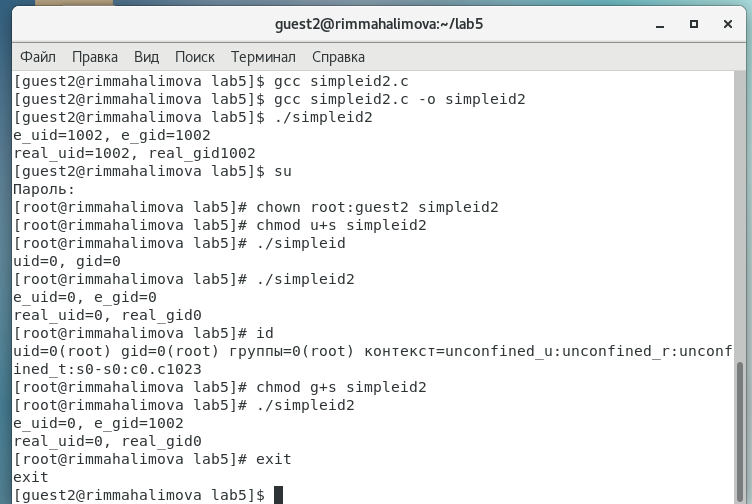 guest2@rimmahalimova:~/lab5
Файл Правка Вид Поиск Терминал Справка
[guest2@rimmahalimova lab5]$ gcc simpleid2.c
[guest2@rimmahalimova lab5]$ gcc simpleid2.c -o simpleid2
[guest2@rimmahalimova lab5]$ ./simpleid2
e_uid=1002, e_gid=1002
real_uid=1002, real_gid1002
[guest2@rimmahalimova lab5]$ su
Пароль:
[root@rimmahalimova lab5]# chown root:guest2 simpleid2
[root@rimmahalimova lab5]# chmod u+s simpleid2
[root@rimmahalimova lab5]# ./simpleid
uid=0, gid=0
[root@rimmahalimova lab5]# ./simpleid2
e_uid=0, e_gid=0
real_uid=0, real_gid0
[root@rimmahalimova lab5]# id
uid=0(root) gid=0(root) группы=0(root) контекст=unconfined_u:unconfined_r:unconf
ined_t:s0-s0:c0.c1023
[root@rimmahalimova lab5]# chmod g+s simpleid2
[root@rimmahalimova lab5]# ./simpleid2
e_uid=0, e_gid=1002
real_uid=0, real_gid0
[root@rimmahalimova lab5]# exit
exit
[guest2@rimmahalimova lab5]$